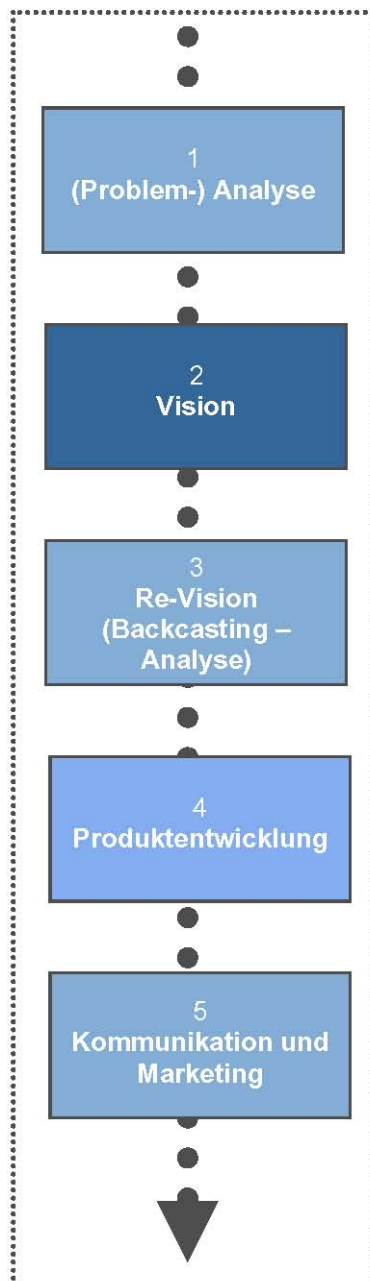 1
(Problem-) Analyse
2
Vision
3
Re-Vision
(Backcasting –
Analyse)
4
Produktentwicklung
5
Kommunikation und
Marketing